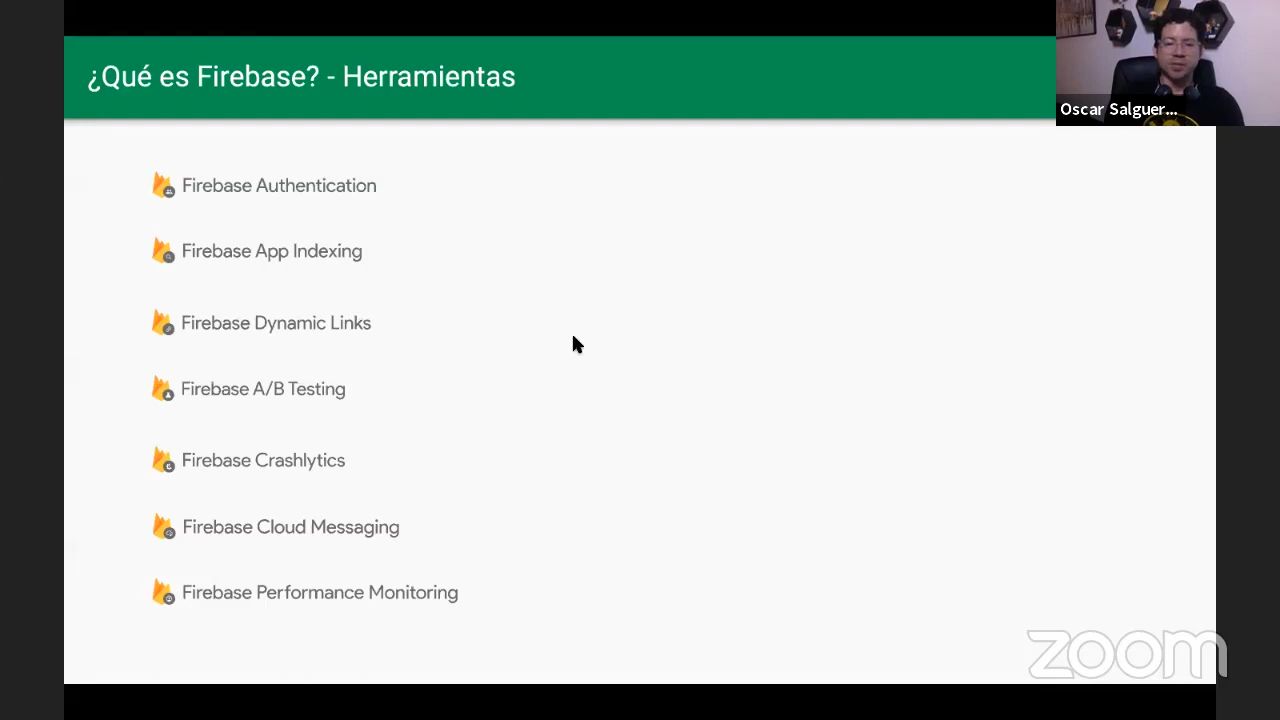 ¿Qué es Firebase? - Herramientas
Oscar Salguer...
Firebase Authentication
Firebase App Indexing
Firebase Dynamic Links
Firebase A/B Testing
Firebase Crashlytics
Firebase Cloud Messaging
Firebase Performance Monitoring
zoom